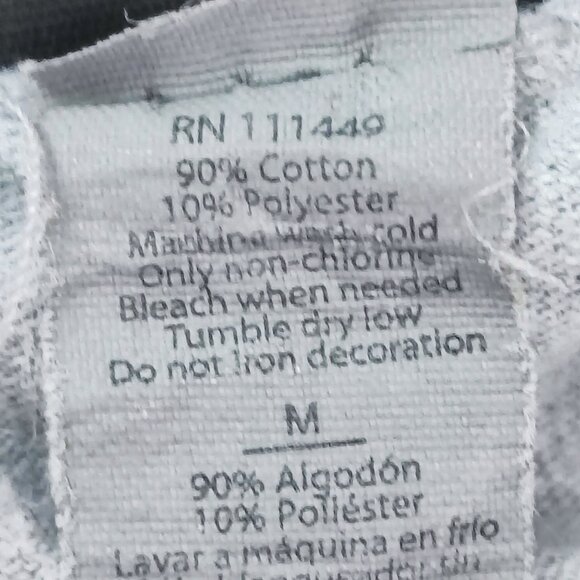 RN 111449
90% Cotton
10% Polyester
Machine wash cold
Only non-chlorine
Bleach when needed
Tumble dry low
Do not Iron decoration
M
90% Algodón
10% Poliéster
Lavar a máquina en frío